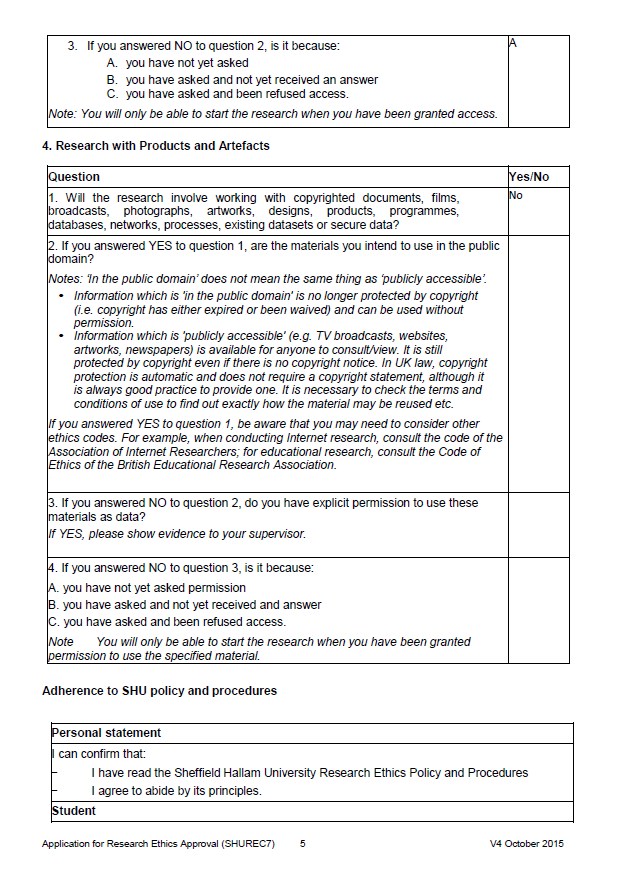 3. If you answered NO to question 2, is it because:
A. you have not yet asked
B. you have asked and not yet received an answer
C. you have asked and been refused access.
Note: You will only be able to start the research when you have been granted access.
A
4. Research with Products and Artefacts
Question Yes/No
1. Will the research involve working with copyrighted documents, films,
broadcasts, photographs, artworks, designs, products, programmes,
databases, networks, processes, existing datasets or secure data?
No
2. If you answered YES to question 1, are the materials you intend to use in the public
domain?
Notes: ‘In the public domain’ does not mean the same thing as ‘publicly accessible’.
• Information which is 'in the public domain' is no longer protected by copyright
(i.e. copyright has either expired or been waived) and can be used without
permission.
• Information which is 'publicly accessible' (e.g. TV broadcasts, websites,
artworks, newspapers) is available for anyone to consult/view. It is still
protected by copyright even if there is no copyright notice. In UK law, copyright
protection is automatic and does not require a copyright statement, although it
is always good practice to provide one. It is necessary to check the terms and
conditions of use to find out exactly how the material may be reused etc.
If you answered YES to question 1, be aware that you may need to consider other
ethics codes. For example, when conducting Internet research, consult the code of the
Association of Internet Researchers; for educational research, consult the Code of
Ethics of the British Educational Research Association.
3. If you answered NO to question 2, do you have explicit permission to use these
materials as data?
If YES, please show evidence to your supervisor.
4. If you answered NO to question 3, is it because:
A. you have not yet asked permission
B. you have asked and not yet received and answer
C. you have asked and been refused access.
Note You will only be able to start the research when you have been granted
permission to use the specified material.
Adherence to SHU policy and procedures
Personal statement
I can confirm that:
– I have read the Sheffield Hallam University Research Ethics Policy and Procedures
– I agree to abide by its principles.
Student
Application for Research Ethics Approval (SHUREC7) 5 V4 October 2015